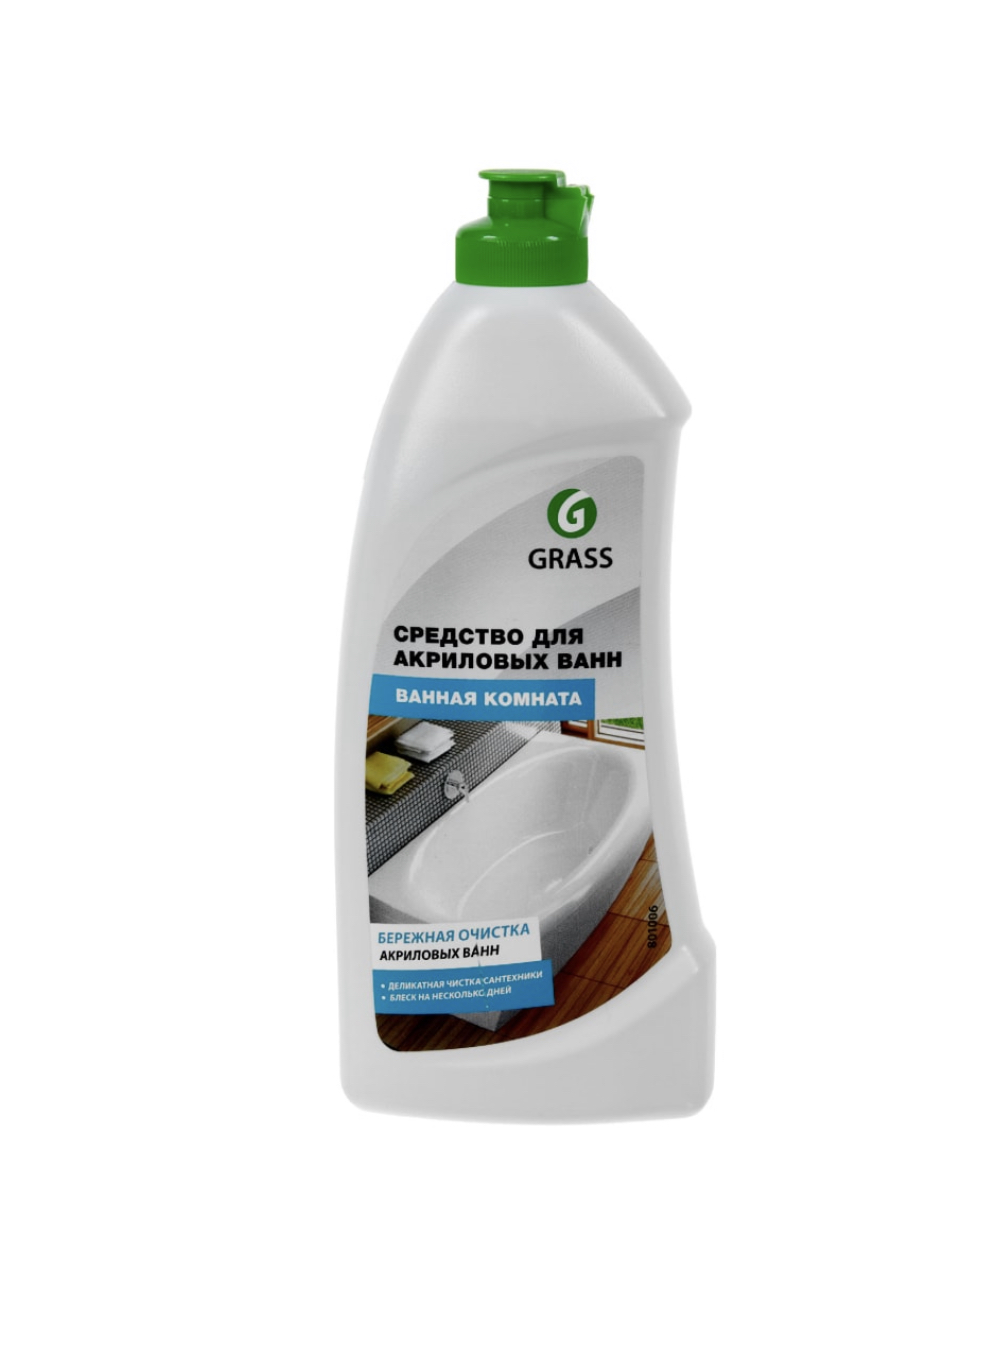 GRASS
СРЕДСТВО ДЛЯ
АКРИЛОВЫХ ВАНН
ВАННАЯ КОМНАТА
БЕРЕЖНАЯ ОЧИСТКА
АКРИЛОВЫХ ВАНН
• ДЕЛИКАТНАЯ ЧИСТКА САНТЕХНИКИ
• БЛЕСК НА НЕСКОЛЬКО ДНЕЙ
801006